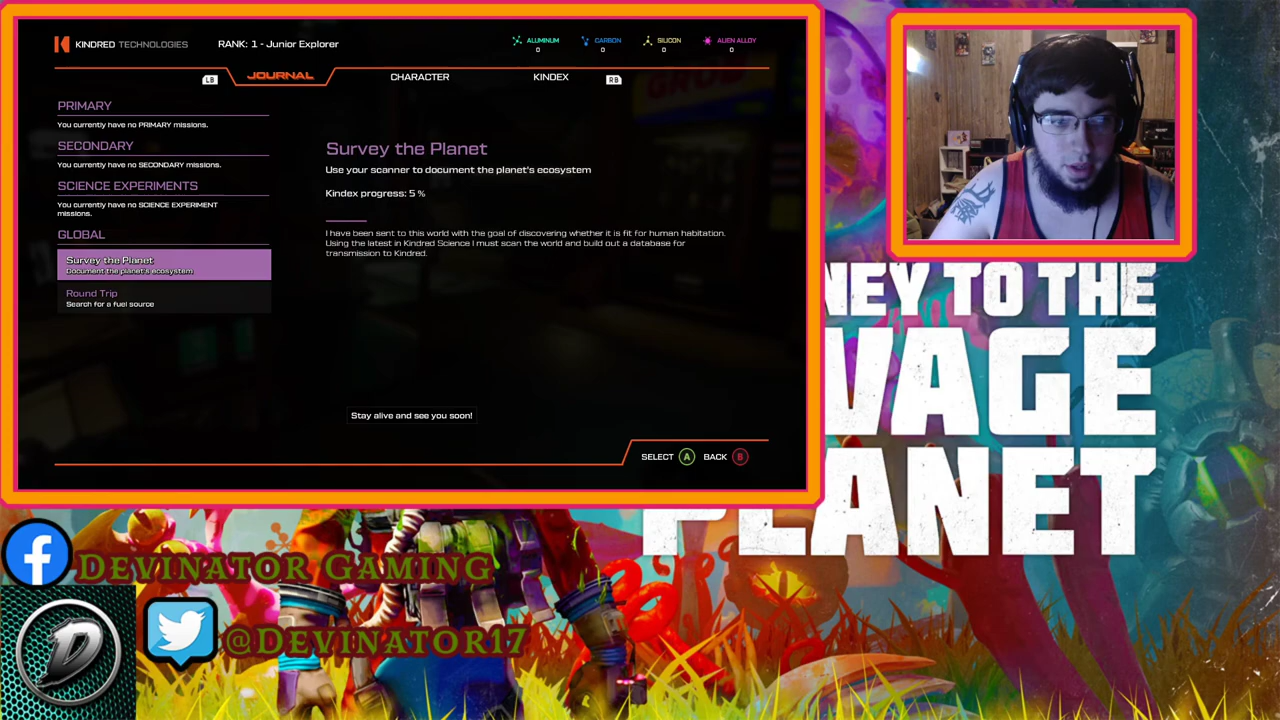 KINDRED TECHNOLOGIES
RANK: 1 - Junior Explorer
ALUMINUM
0
CARBON
0
SILICON
0
ALIEN ALLOY
0
LB
JOURNAL
CHARACTER
KINDEX
RB
PRIMARY
You currently have no PRIMARY missions.
SECONDARY
You currently have no SECONDARY missions.
SCIENCE EXPERIMENTS
You currently have no SCIENCE EXPERIMENT
missions.
GLOBAL
Survey the Planet
Document the planet's ecosystem
Round Trip
Search for a fuel source
Survey the Planet
Use your scanner to document the planet's ecosystem
Kindex progress: 5 %
I have been sent to this world with the goal of discovering whether it is fit for human habitation.
Using the latest in Kindred Science I must scan the world and build out a database for
transmission to Kindred.
Stay alive and see you soon!
SELECT A BACK B
NEY TO THE
VAGE
PLANET
f
Devinator Gaming
D
@Devinator17